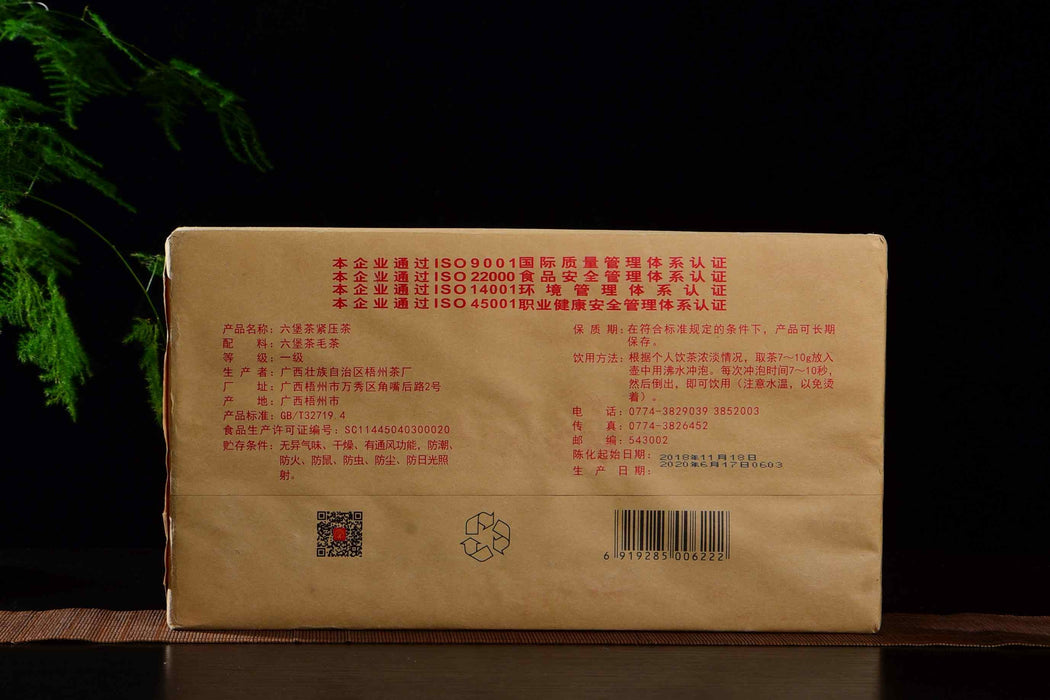 本企业通过ISO9001国际质量管理体系认证
本企业通过ISO22000食品安全管理体系认证
本企业通过ISO14001环境管理体系认证
本企业通过ISO45001职业健康安全管理体系认证
产品名称：六堡茶紧压茶
配　　料：六堡茶毛茶
等　　级：一级
生 产 者：广西壮族自治区梧州茶厂
厂　　址：广西梧州市万秀区角嘴后路2号
产　　地：广西梧州市
产品标准：GB/T32719.4
食品生产许可证编号：SC11445040300020
贮存条件：无异气味、干燥、有通风功能，防潮、
防火、防鼠、防虫、防尘、防日光照
射。
保 质 期：在符合标准规定的条件下，产品可长期
保存。
饮用方法：根据个人饮茶浓淡情况，取茶7～10g放入
壶中用沸水冲泡。每次冲泡时间7～10秒，
然后倒出，即可饮用（注意水温，以免烫
着）。
电　　话：0774-3829039 3852003
传　　真：0774-3826452
邮　　编：543002
陈化起始日期：2018年11月18日
生 产 日期：2020年6月17日0603
6 919285 006222